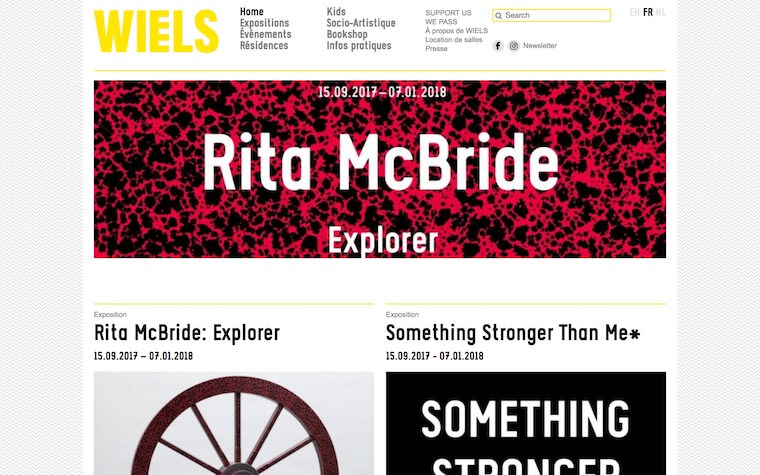 WIELS
Home
Expositions
Événements
Résidences
Kids
Socio-Artistique
Bookshop
Infos pratiques
SUPPORT US
WE PASS
À propos de WIELS
Location de salles
Presse
Search
Newsletter
EN FR NL
15.09.2017–07.01.2018
Rita McBride
Explorer
Exposition
Rita McBride: Explorer
15.09.2017 – 07.01.2018
Exposition
Something Stronger Than Me*
15.09.2017 - 07.01.2018
SOMETHING
STRONGER